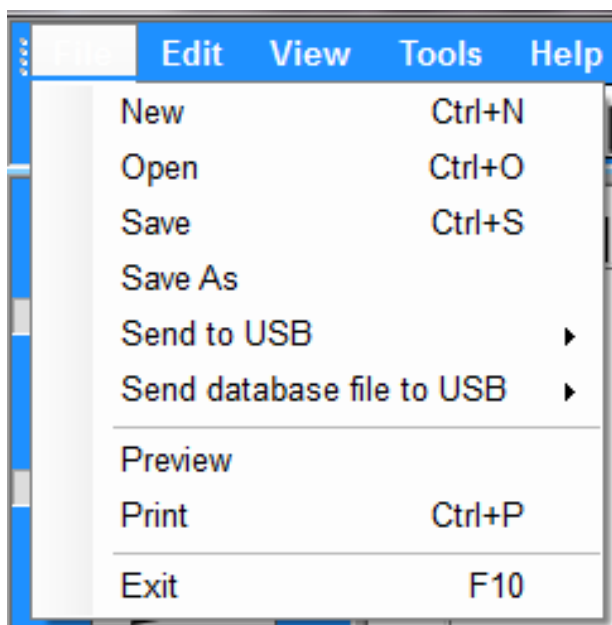 File Edit View Tools Help
New Ctrl+N
Open Ctrl+O
Save Ctrl+S
Save As
Send to USB
Send database file to USB
Preview
Print Ctrl+P
Exit F10